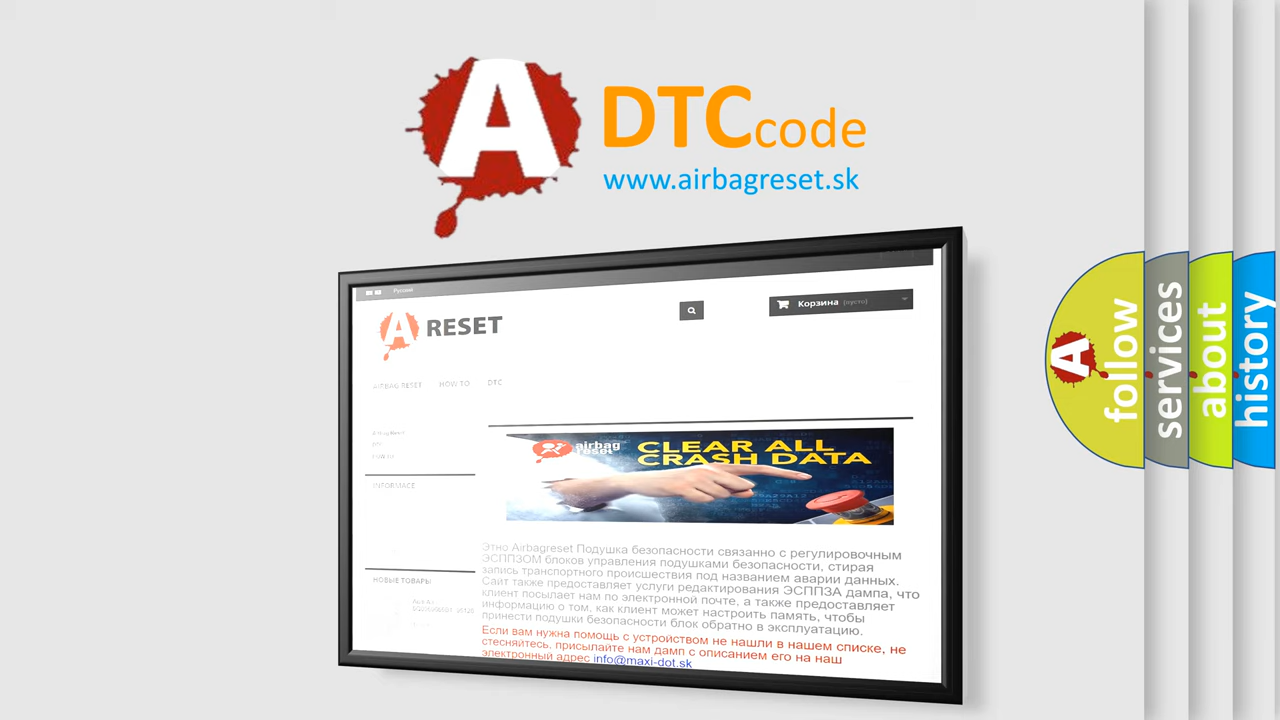 A DTCcode
www.airbagreset.sk
Русский
A RESET
Корзина (пусто)
AIRBAG RESET HOW TO DTC
Airbag Reset
DTC
INFORMACE
airbag
reset
CLEAR ALL
CRASH DATA
Этно Airbagreset Подушка безопасности связанно с регулировочным
ЭСППЗОМ блоков управления подушками безопасности, стирая
запись транспортного происшествия под названием аварии данных.
Сайт также предоставляет услуги редактирования ЭСППЗА дампа, что
клиент посылает нам по электронной почте, а также предоставляет
информацию о том, как клиент может настроить память, чтобы
принести подушки безопасности блок обратно в эксплуатацию.
Если вам нужна помощь с устройством не нашли в нашем списке, не
стесняйтесь, присылайте нам дамп с описанием его на наш
электронный адрес info@maxi-dot.sk
НОВЫЕ ТОВАРЫ
A follow
services
about
history